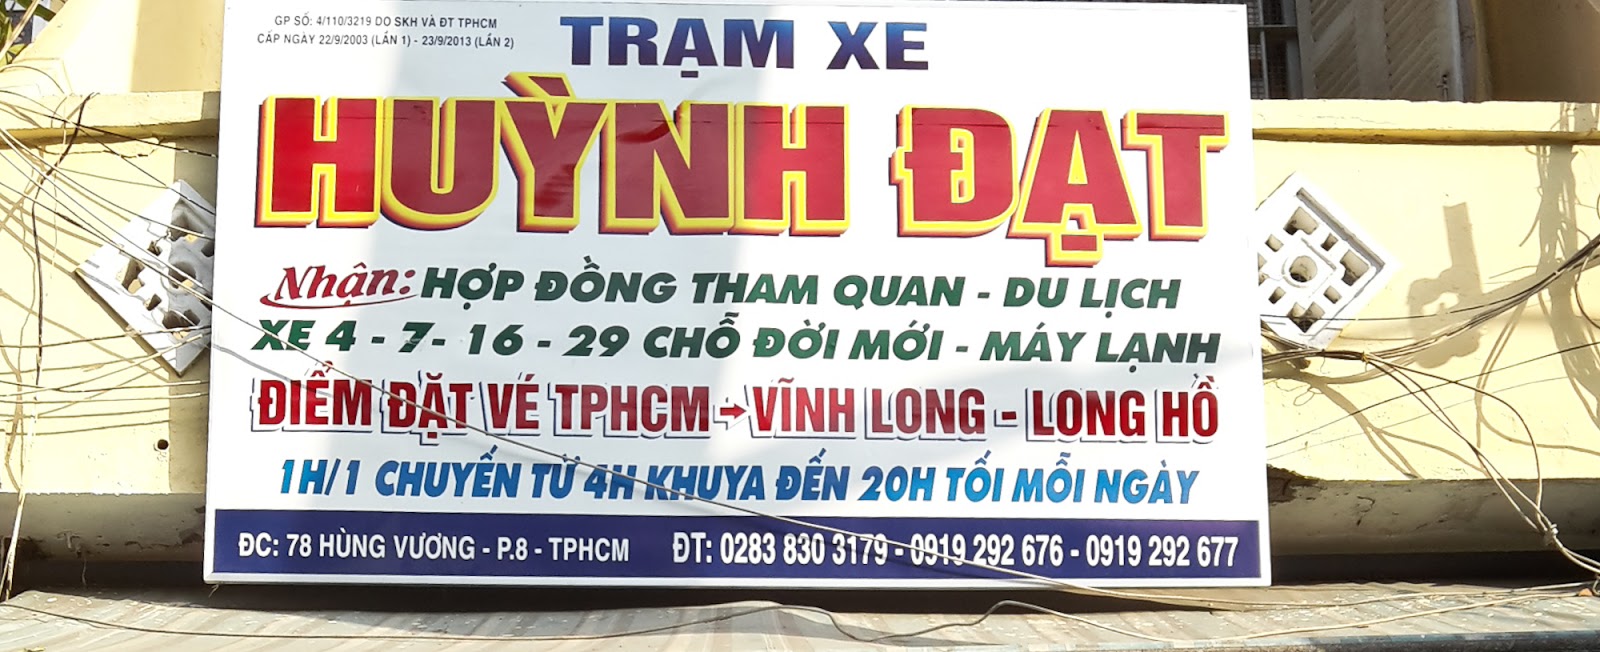 GP SỐ: 4/110/3219 DO SKH VÀ ĐT TPHCM
CẤP NGÀY 22/9/2003 (LẦN 1) - 23/9/2013 (LẦN 2)
TRẠM XE
HUỲNH ĐẠT
Nhận: HỢP ĐỒNG THAM QUAN - DU LỊCH
XE 4 - 7- 16 - 29 CHỖ ĐỜI MỚI - MÁY LẠNH
ĐIỂM ĐẶT VÉ TPHCM → VĨNH LONG - LONG HỒ
1H/1 CHUYẾN TỪ 4H KHUYA ĐẾN 20H TỐI MỖI NGÀY
ĐC: 78 HÙNG VƯƠNG - P.8 - TPHCM ĐT: 0283 830 3179 - 0919 292 676 - 0919 292 677